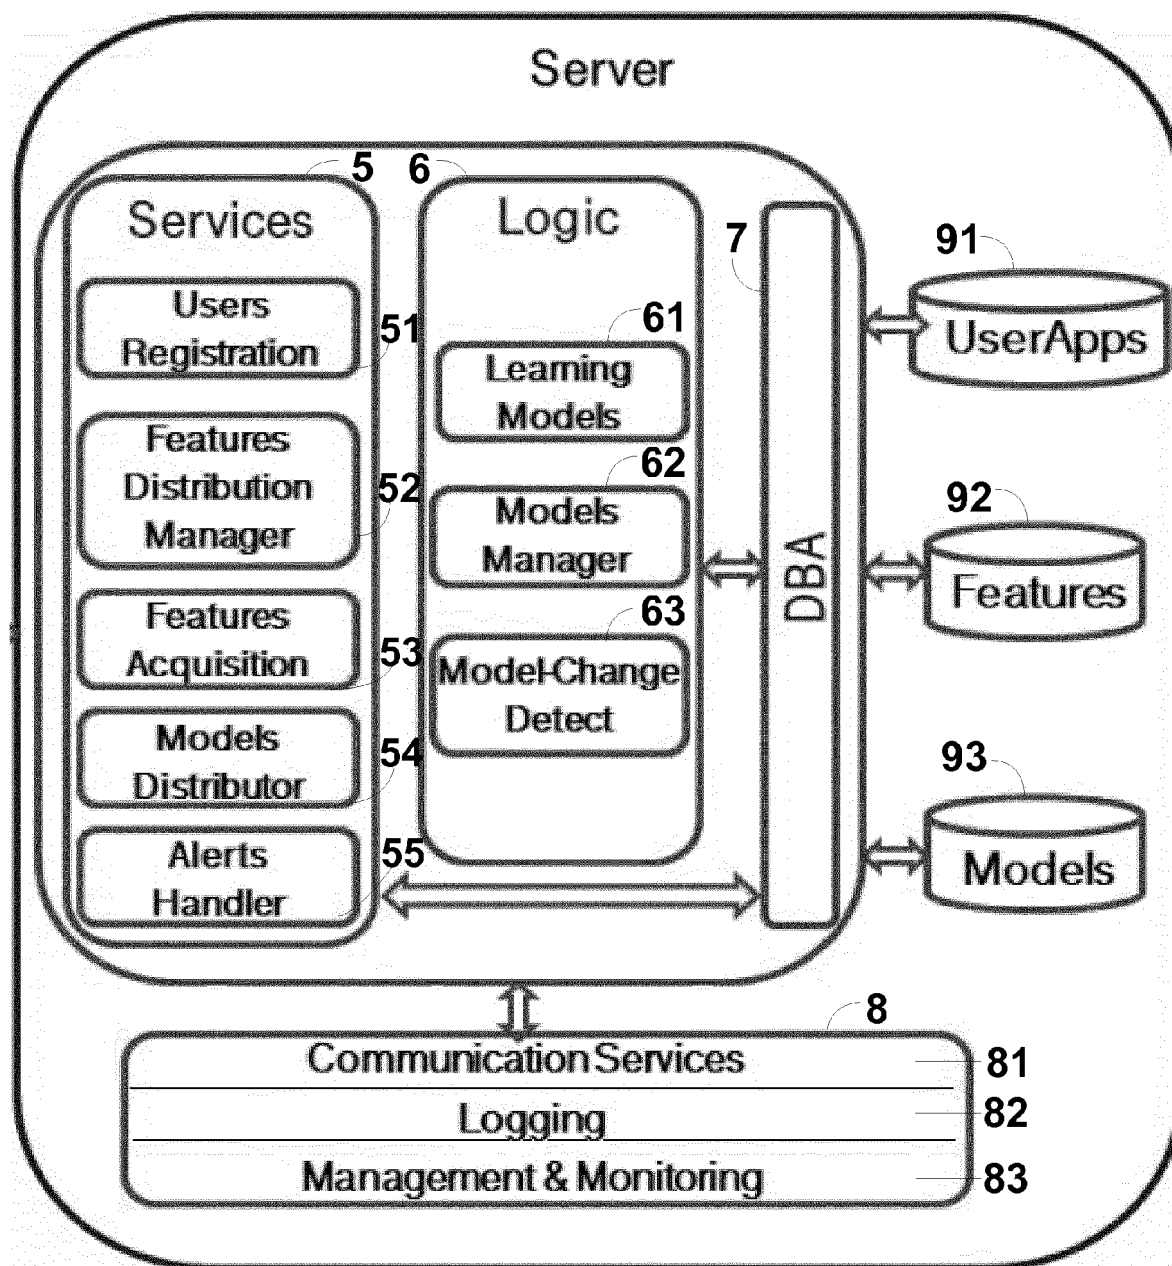 Server
5
Services
Users
Registration
51
Features
Distribution
Manager
52
Features
Acquisition
53
Models
Distributor
54
Alerts
Handler
55
6
Logic
61
Learning
Models
62
Models
Manager
63
Model-Change
Detect
7
DBA
91
UserApps
92
Features
93
Models
8
Communication Services
81
Logging
82
Management & Monitoring
83